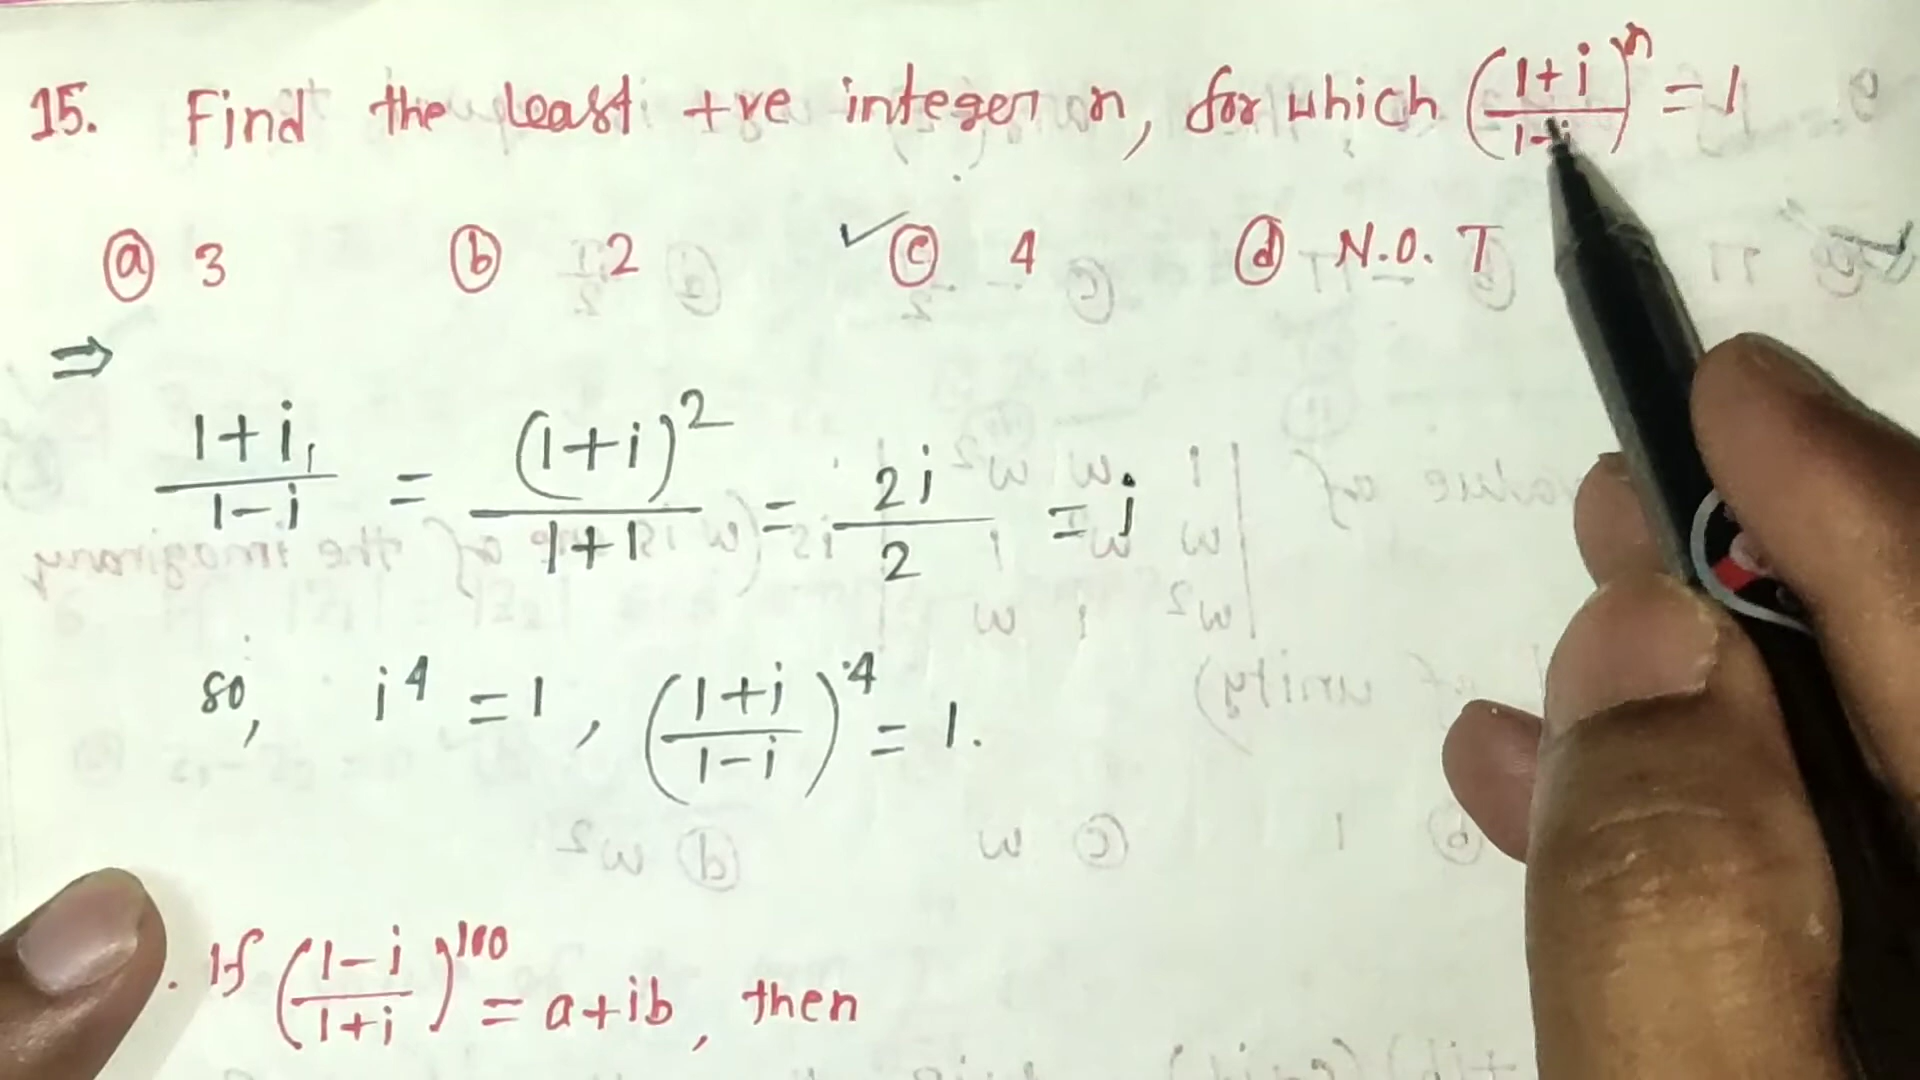 15. Find the least +ve integer n, for which ((1+i)/(1-i))^n = 1
ⓐ 3 ⓑ 2 ✓ⓒ 4 ⓓ N.O.T
⇒
(1+i)/(1-i) = (1+i)^2/(1+1) = 2i/2 = i
so, i^4 = 1, ((1+i)/(1-i))^4 = 1.
. If ((1-i)/(1+i))^100 = a+ib, then